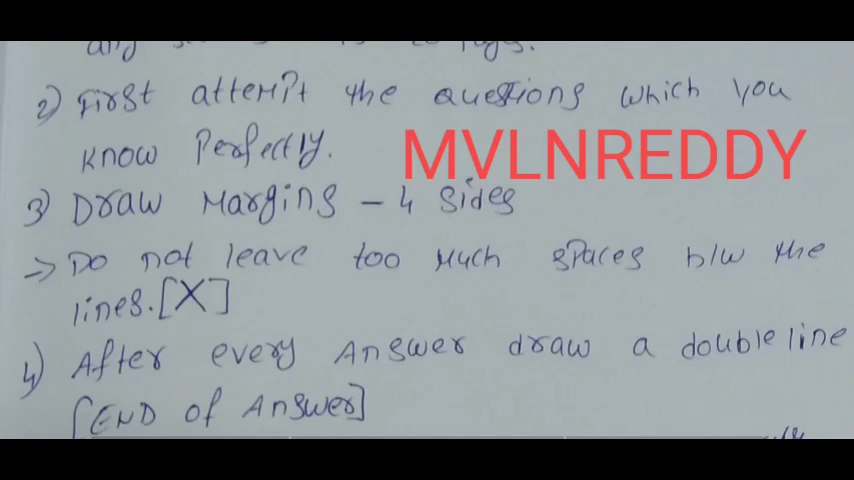 any
2) First attempt the questions which you
know Perfectly.
MVLNREDDY
3) Draw Margins - 4 sides
→ Do not leave too much spaces b/w the
lines.[X]
4) After every Answer draw a double line
[END of Answer]